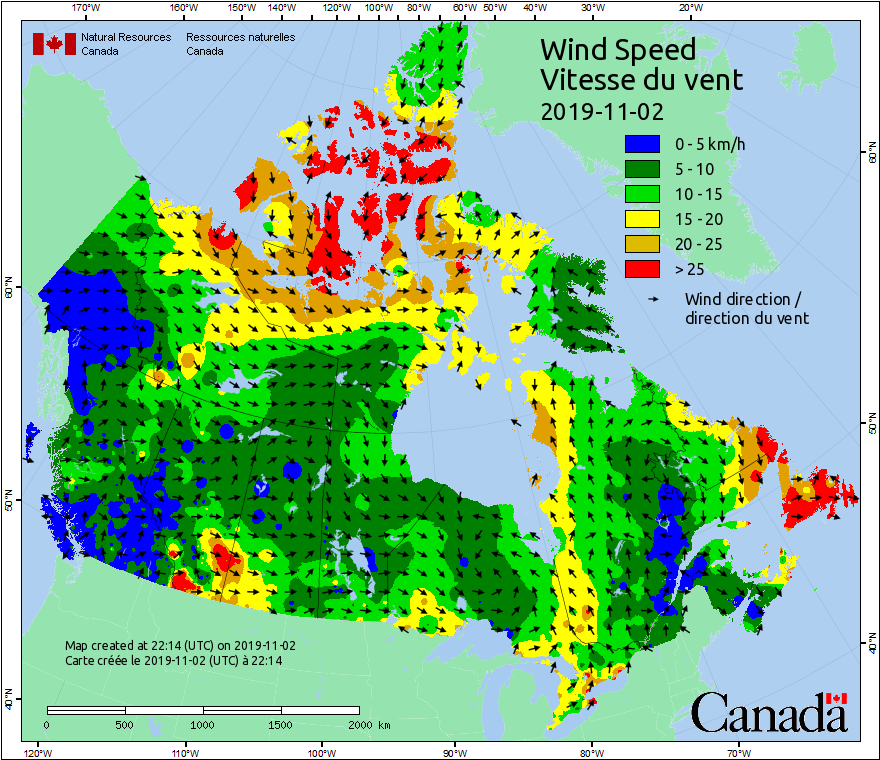 170°W 160°W 150°W 140°W 130°W 120°W 110°W 100°W 90°W 80°W 70°W 60°W 50°W 40°W 30°W 20°W
Natural Resources Ressources naturelles
Canada Canada
Wind Speed
Vitesse du vent
2019-11-02
0 - 5 km/h
5 - 10
10 - 15
15 - 20
20 - 25
> 25
Wind direction /
direction du vent
60°N
60°N
50°N
50°N
40°N
40°N
Map created at 22:14 (UTC) on 2019-11-02
Carte créée le 2019-11-02 (UTC) à 22:14
0 500 1000 1500 2000 km
Canada
120°W 110°W 100°W 90°W 80°W 70°W